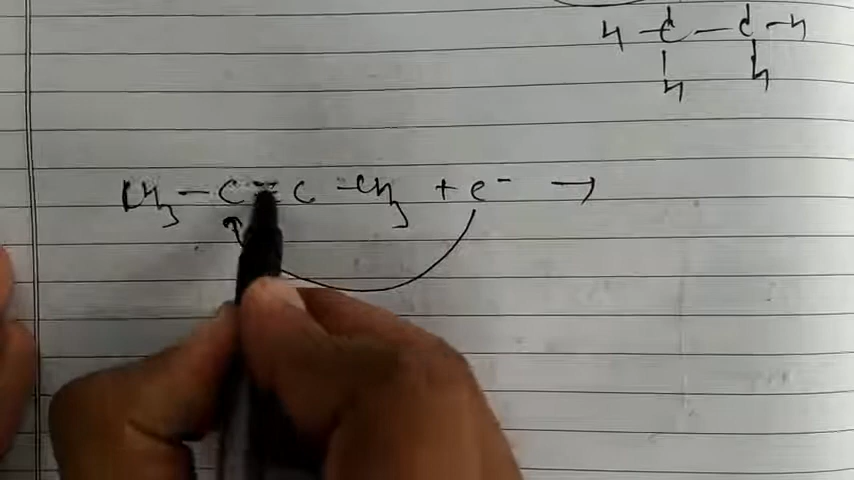 H - C - C - H
H H
CH3 - C ≡ C - CH3 + e- →